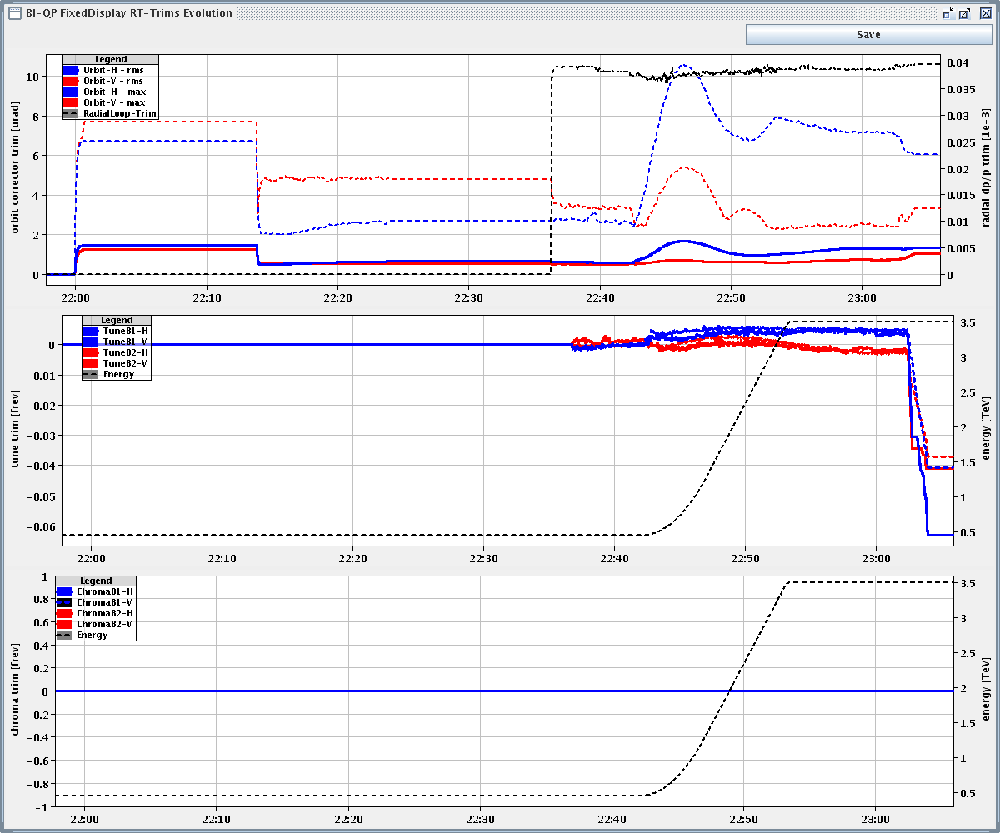 BI-QP FixedDisplay RT-Trims Evolution
Save
Legend
Orbit-H - rms
Orbit-V - rms
Orbit-H - max
Orbit-V - max
RadialLoop-Trim
orbit corrector trim [urad]
10
8
6
4
2
0
0.04
0.035
0.03
0.025
0.02
0.015
0.01
0.005
0
radial dp/p trim [1e-3]
22:00 22:10 22:20 22:30 22:40 22:50 23:00
Legend
TuneB1-H
TuneB1-V
TuneB2-H
TuneB2-V
Energy
tune trim [frev]
0
-0.01
-0.02
-0.03
-0.04
-0.05
-0.06
3.5
3
2.5
2
1.5
1
0.5
energy [TeV]
22:00 22:10 22:20 22:30 22:40 22:50 23:00
Legend
ChromaB1-H
ChromaB1-V
ChromaB2-H
ChromaB2-V
Energy
chroma trim [frev]
1
0.8
0.6
0.4
0.2
0
-0.2
-0.4
-0.6
-0.8
-1
3.5
3
2.5
2
1.5
1
0.5
energy [TeV]
22:00 22:10 22:20 22:30 22:40 22:50 23:00